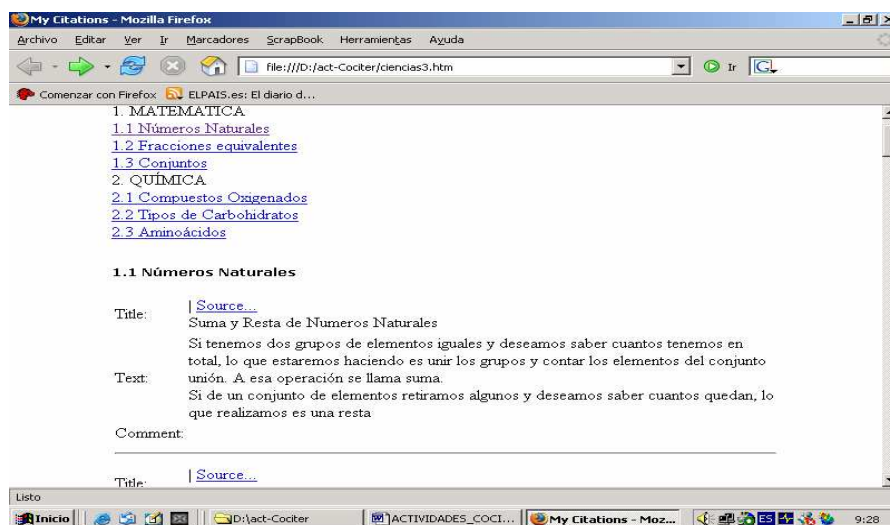 My Citations - Mozilla Firefox
Archivo Editar Ver Ir Marcadores ScrapBook Herramientas Ayuda
file:///D:/act-Cociter/ciencias3.htm Ir G
Comenzar con Firefox ELPAIS.es: El diario d...
1. MATEMATICA
1.1 Números Naturales
1.2 Fracciones equivalentes
1.3 Conjuntos
2. QUÍMICA
2.1 Compuestos Oxigenados
2.2 Tipos de Carbohidratos
2.3 Aminoácidos
1.1 Números Naturales
| Source...
Title: Suma y Resta de Numeros Naturales
Si tenemos dos grupos de elementos iguales y deseamos saber cuantos tenemos en
total, lo que estaremos haciendo es unir los grupos y contar los elementos del conjunto
Text: unión. A esa operación se llama suma.
Si de un conjunto de elementos retiramos algunos y deseamos saber cuantos quedan, lo
que realizamos es una resta
Comment:
Title: | Source...
Listo
Inicio D:\act-Cociter ACTIVIDADES_COCI... My Citations - Moz... ES 9:28